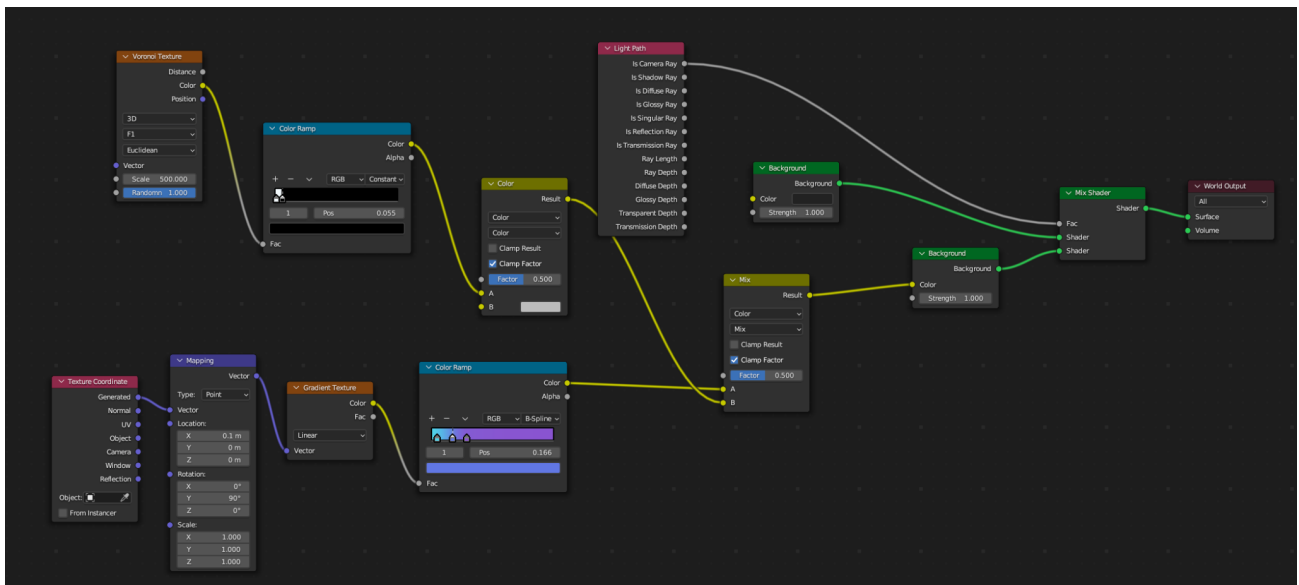 Voronoi Texture
Distance
Color
Position
3D
F1
Euclidean
Vector
Scale 500.000
Randomn 1.000
Color Ramp
Color
Alpha
+ − RGB Constant
1 Pos 0.055
Fac
Color
Result
Color
Color
Clamp Result
Clamp Factor
Factor 0.500
A
B
Light Path
Is Camera Ray
Is Shadow Ray
Is Diffuse Ray
Is Glossy Ray
Is Singular Ray
Is Reflection Ray
Is Transmission Ray
Ray Length
Ray Depth
Diffuse Depth
Glossy Depth
Transparent Depth
Transmission Depth
Background
Background
Color
Strength 1.000
Mix Shader
Shader
Fac
Shader
Shader
World Output
All
Surface
Volume
Background
Background
Color
Strength 1.000
Mix
Result
Color
Mix
Clamp Result
Clamp Factor
Factor 0.500
A
B
Texture Coordinate
Generated
Normal
UV
Object
Camera
Window
Reflection
Object:
From Instancer
Mapping
Vector
Type: Point
Vector
Location:
X 0.1 m
Y 0 m
Z 0 m
Rotation:
X 0°
Y 90°
Z 0°
Scale:
X 1.000
Y 1.000
Z 1.000
Gradient Texture
Color
Fac
Linear
Vector
Color Ramp
Color
Alpha
+ − RGB B-Spline
1 Pos 0.166
Fac